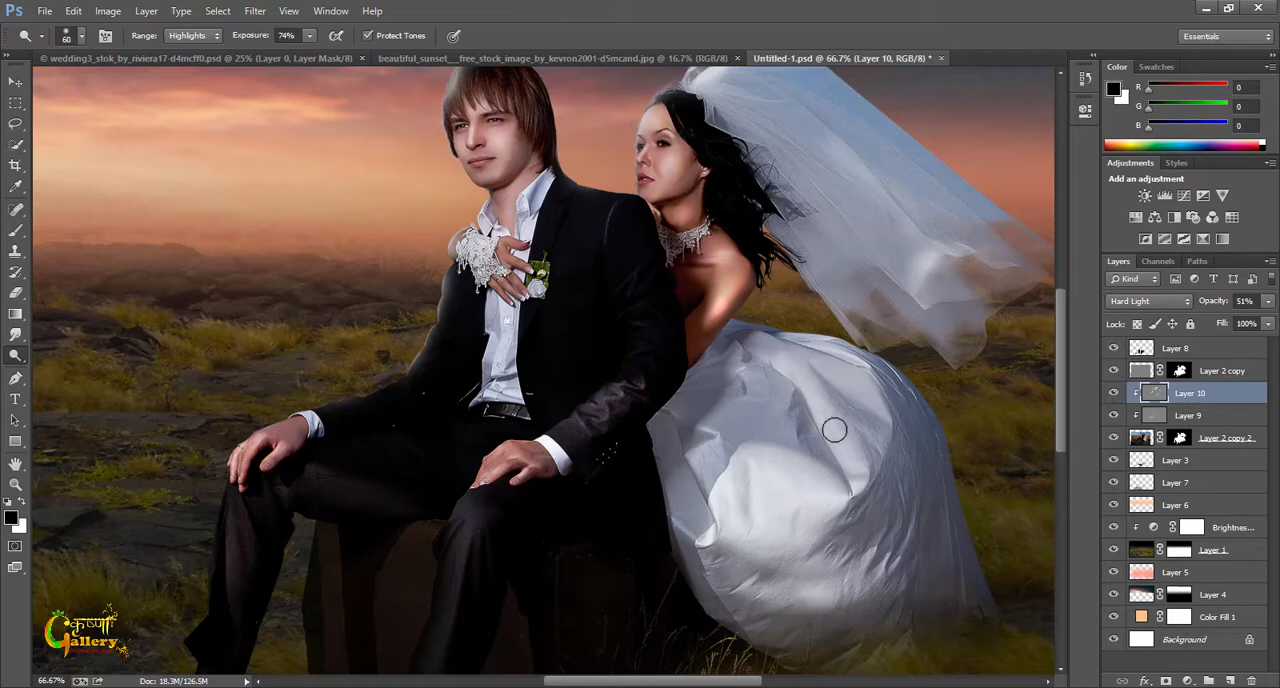 Ps File Edit Image Layer Type Select Filter View Window Help
60 Range: Highlights Exposure: 74% Protect Tones Essentials
© wedding3_stok_by_riviera17-d4mcff0.psd @ 25% (Layer 0, Layer Mask/8) × beautiful_sunset__free_stock_image_by_kevron2001-d5mcand.jpg @ 16.7% (RGB/8) × Untitled-1.psd @ 66.7% (Layer 10, RGB/8) * ×
Color Swatches
R 0
G 0
B 0
Adjustments Styles
Add an adjustment
Layers Channels Paths
Kind
Hard Light Opacity: 51%
Lock: Fill: 100%
Layer 8
Layer 2 copy
Layer 10
Layer 9
Layer 2 copy 2
Layer 3
Layer 7
Layer 6
Brightnes...
Layer 1
Layer 5
Layer 4
Color Fill 1
Background
Gallery
66.67% Doc: 18.3M/126.5M